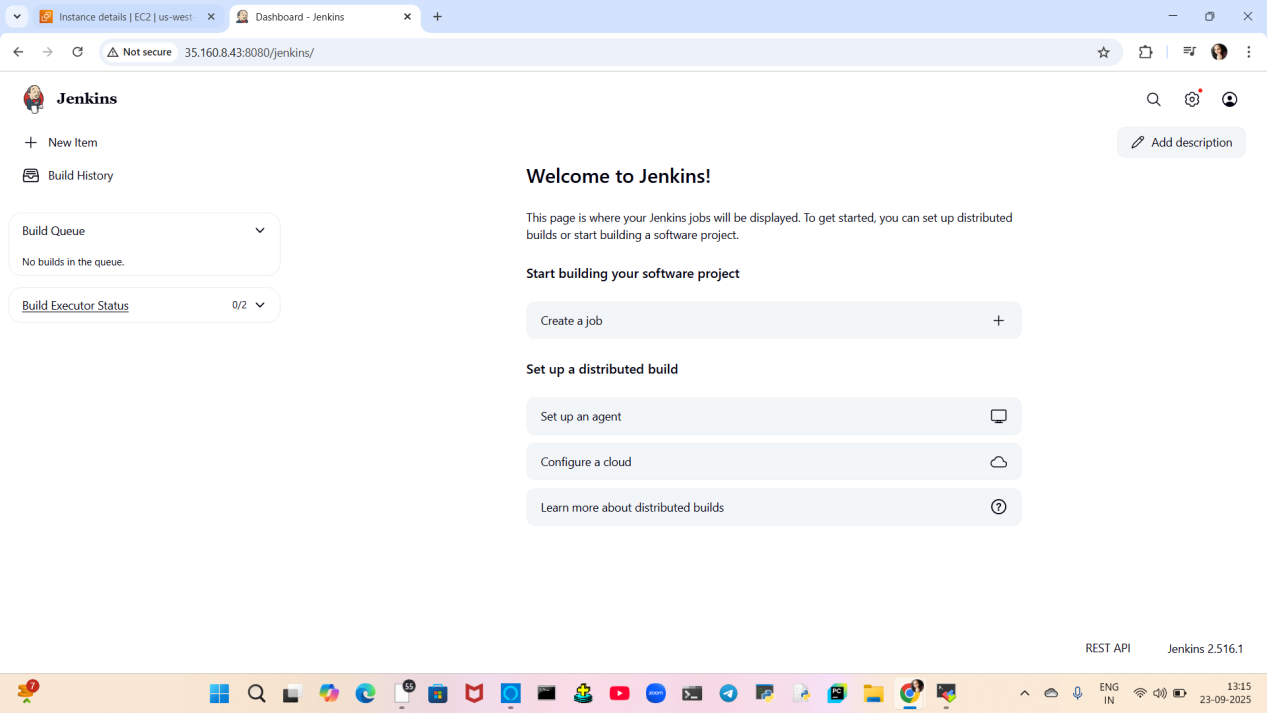 Instance details | EC2 | us-west-
Dashboard - Jenkins
Not secure
35.160.8.43:8080/jenkins/
Jenkins
New Item
Add description
Build History
Welcome to Jenkins!
This page is where your Jenkins jobs will be displayed. To get started, you can set up distributed
builds or start building a software project.
Build Queue
No builds in the queue.
Start building your software project
Build Executor Status
0/2
Create a job
Set up a distributed build
Set up an agent
Configure a cloud
Learn more about distributed builds
REST API
Jenkins 2.516.1
7
55
zoom
PC
ENG
IN
13:15
23-09-2025